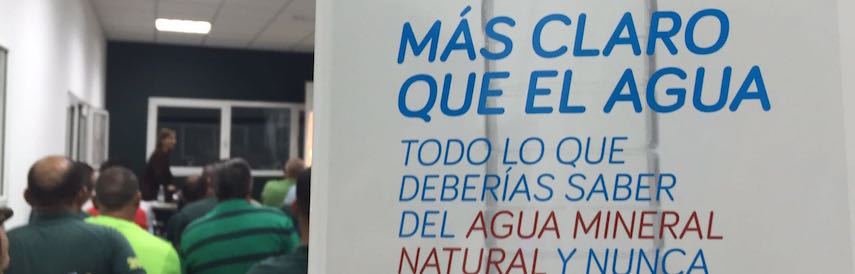 MÁS CLARO
QUE EL AGUA
TODO LO QUE
DEBERÍAS SABER
DEL AGUA MINERAL
NATURAL Y NUNCA